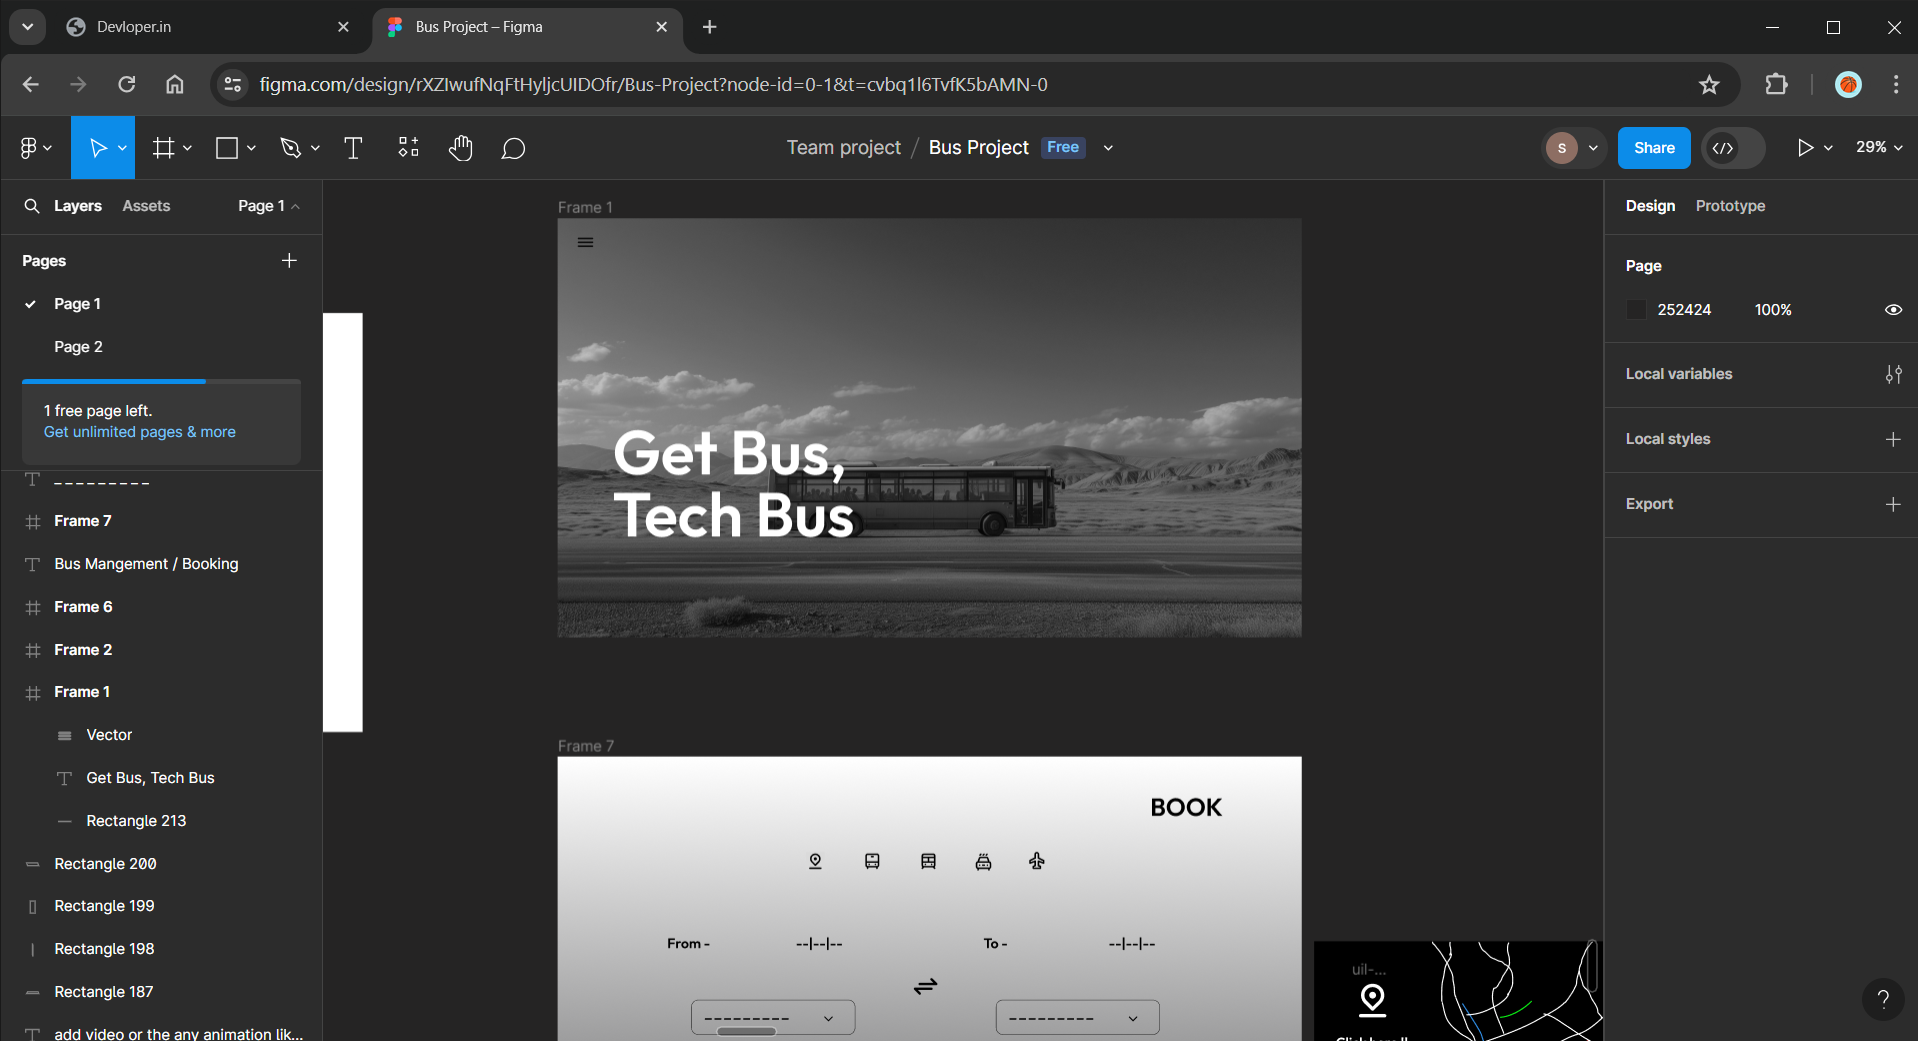 Devloper.in
Bus Project – Figma
figma.com/design/rXZIwufNqFtHyljcUIDOfr/Bus-Project?node-id=0-1&t=cvbq1l6TvfK5bAMN-0
Team project / Bus Project Free
S
Share
29%
Layers Assets Page 1
Pages
Page 1
Page 2
1 free page left.
Get unlimited pages & more
_ _ _ _ _ _ _ _ _
Frame 7
Bus Mangement / Booking
Frame 6
Frame 2
Frame 1
Vector
Get Bus, Tech Bus
Rectangle 213
Rectangle 200
Rectangle 199
Rectangle 198
Rectangle 187
add video or the any animation lik...
Frame 1
Get Bus,
Tech Bus
Frame 7
BOOK
From - --|--|-- To - --|--|--
--------- ---------
uil-...
Design Prototype
Page
252424 100%
Local variables
Local styles
Export
?